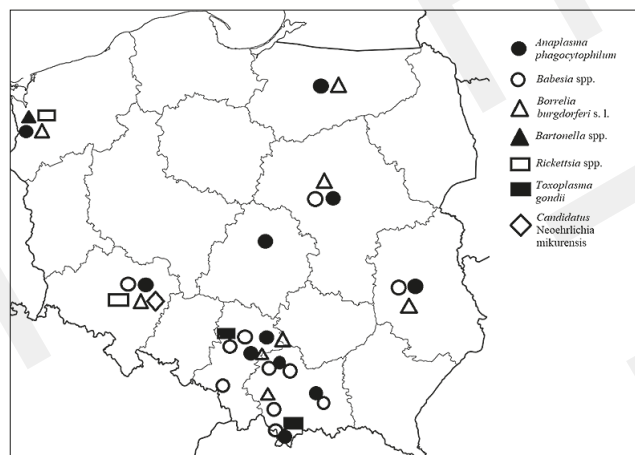 Anaplasma
phagocytophilum
Babesia spp.
Borrelia
burgdorferi s. l.
Bartonella spp.
Rickettsia spp.
Toxoplasma
gondii
Candidatus
Neoehrlichia
mikurensis